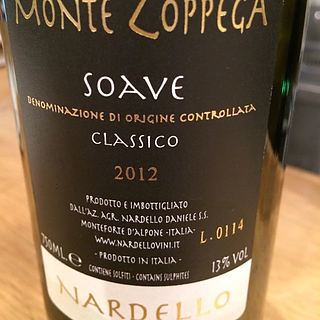 MONTE ZOPPEGA
SOAVE
DENOMINAZIONE DI ORIGINE CONTROLLATA
CLASSICO
2012
PRODOTTO E IMBOTTIGLIATO
DALL'AZ. AGR. NARDELLO DANIELE S.S.
MONTEFORTE D'ALPONE -ITALIA-
WWW.NARDELLOVINI.IT
- PRODOTTO IN ITALIA -
CONTIENE SOLFITI - CONTAINS SULPHITES
750ML.e
L.0114
13% VOL
NARDELLO